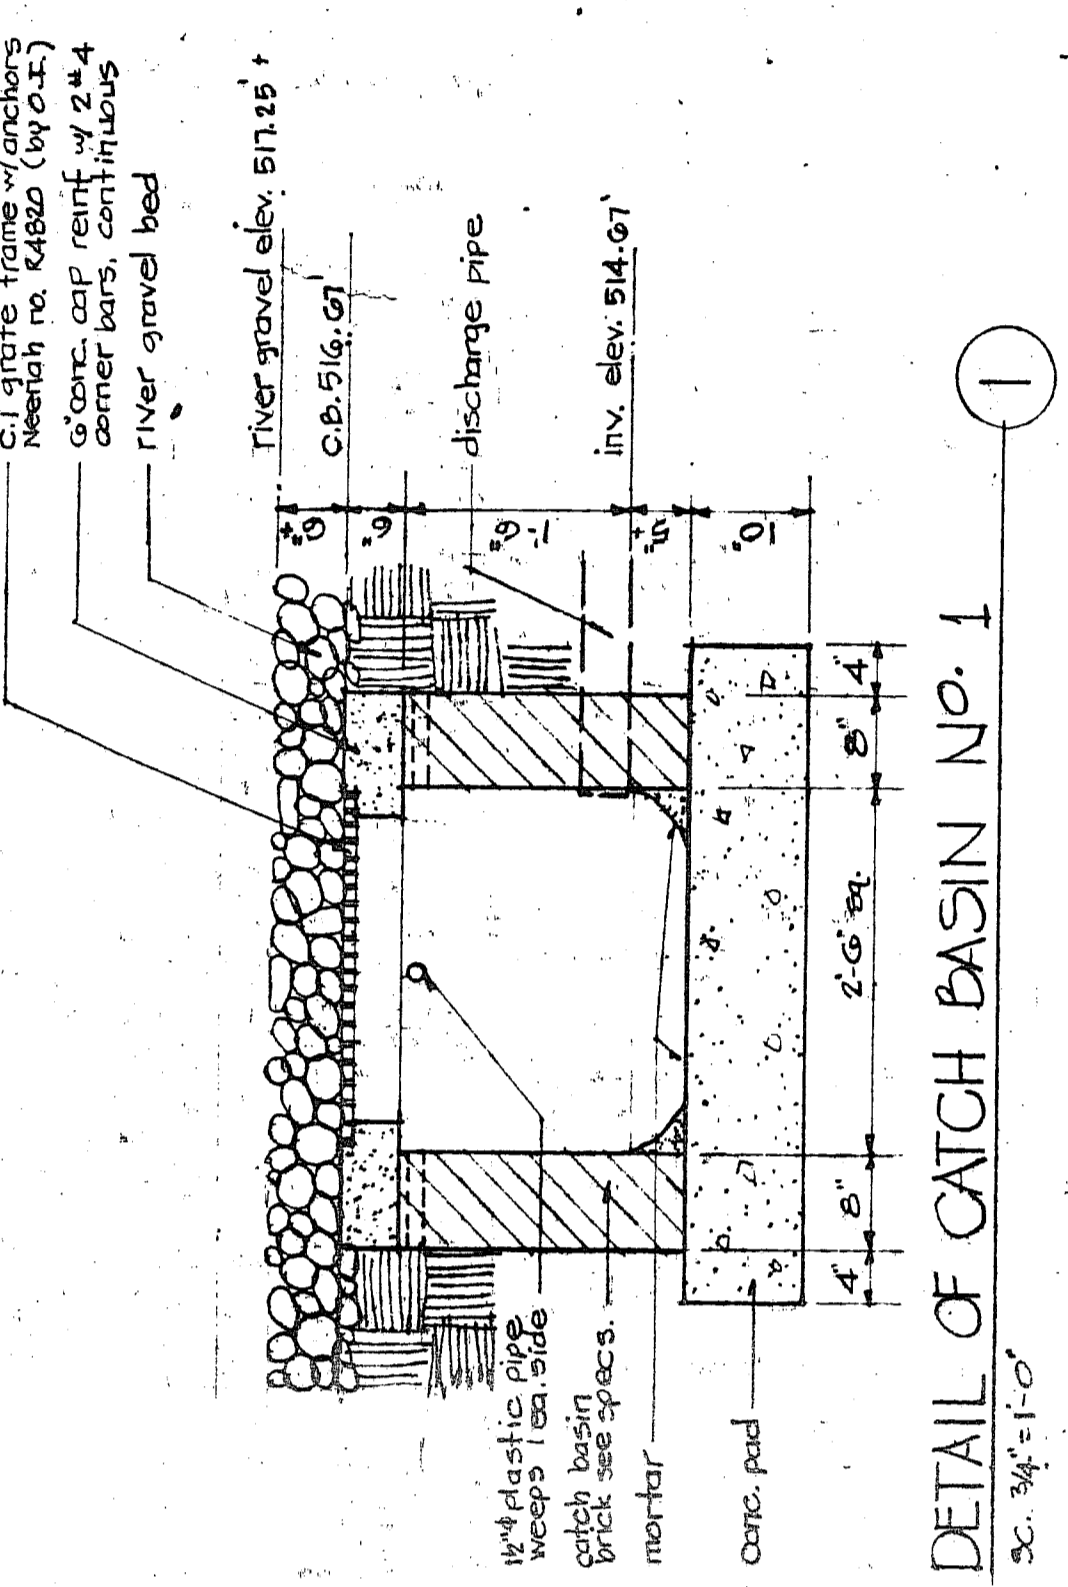 C.I grate frame w/anchors
Neenah no. R4820 (by O.I.)
6" conc. cap reinf w/ 2 #4
corner bars, continuous
river gravel bed
river gravel elev. 517.25' +
C.B. 516.67'
discharge pipe
inv. elev. 514.67'
6"±
6"
1'-6"
5"±
10"
1½"ϕ plastic pipe
weeps 1 ea. side
catch basin
brick see specs.
mortar
conc. pad
4" 8" 2'-6" sq. 8" 4"
DETAIL OF CATCH BASIN NO. 1
1
SC. 3/4" = 1'-0"